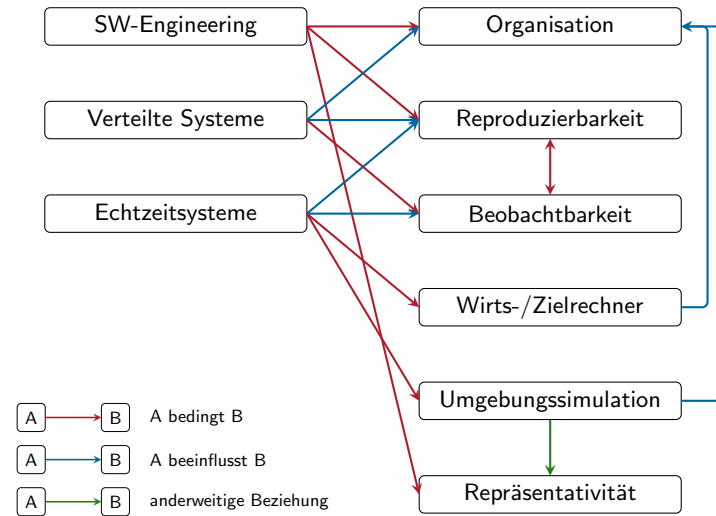 SW-Engineering
Organisation
Verteilte Systeme
Reproduzierbarkeit
Echtzeitsysteme
Beobachtbarkeit
Wirts-/Zielrechner
Umgebungssimulation
Repräsentativität
A B A bedingt B
A B A beeinflusst B
A B anderweitige Beziehung